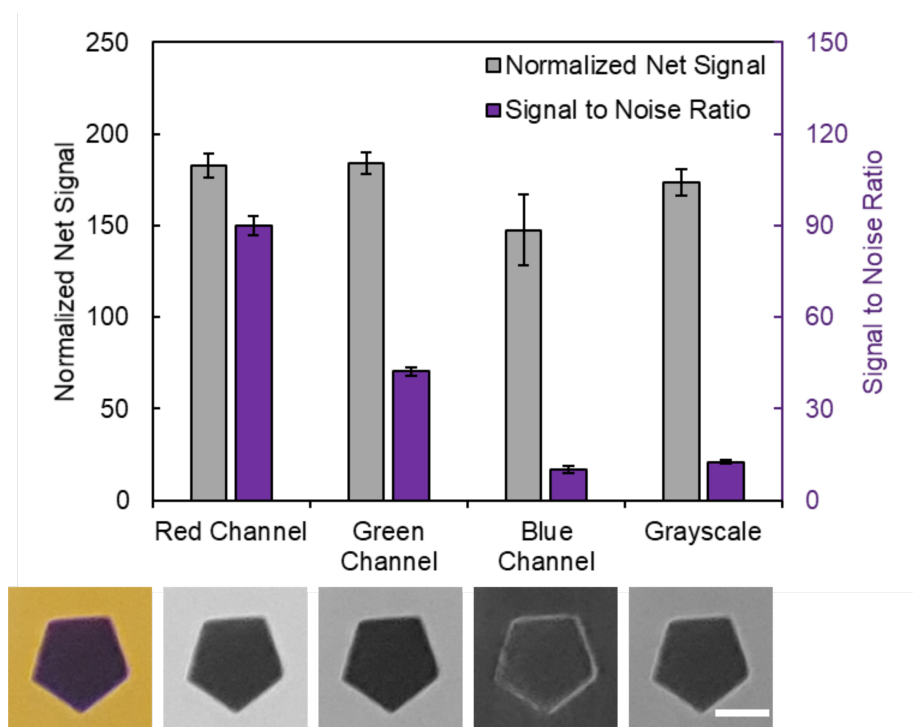 250
200
150
100
50
0
Normalized Net Signal
Normalized Net Signal
Signal to Noise Ratio
150
120
90
60
30
0
Signal to Noise Ratio
Red Channel
Green
Channel
Blue
Channel
Grayscale